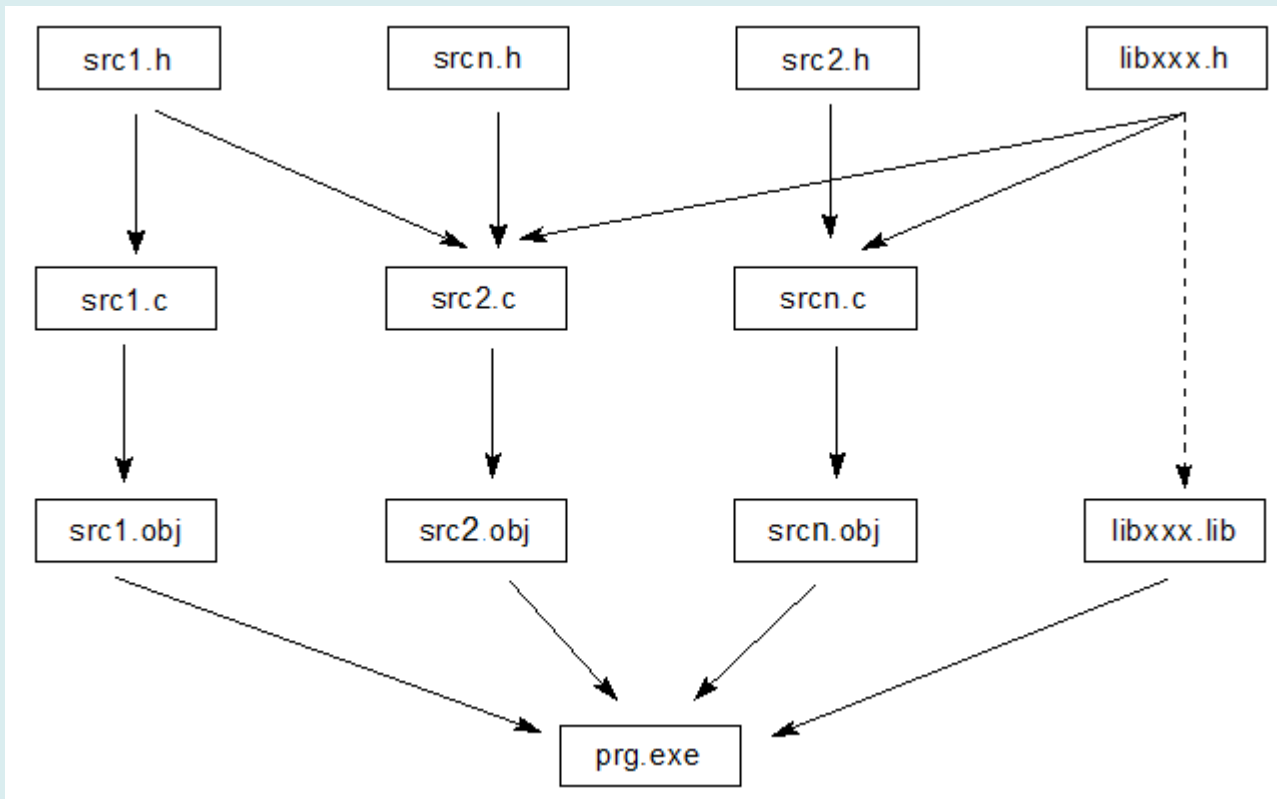 src1.h
srcn.h
src2.h
libxxx.h
src1.c
src2.c
srcn.c
src1.obj
src2.obj
srcn.obj
libxxx.lib
prg.exe